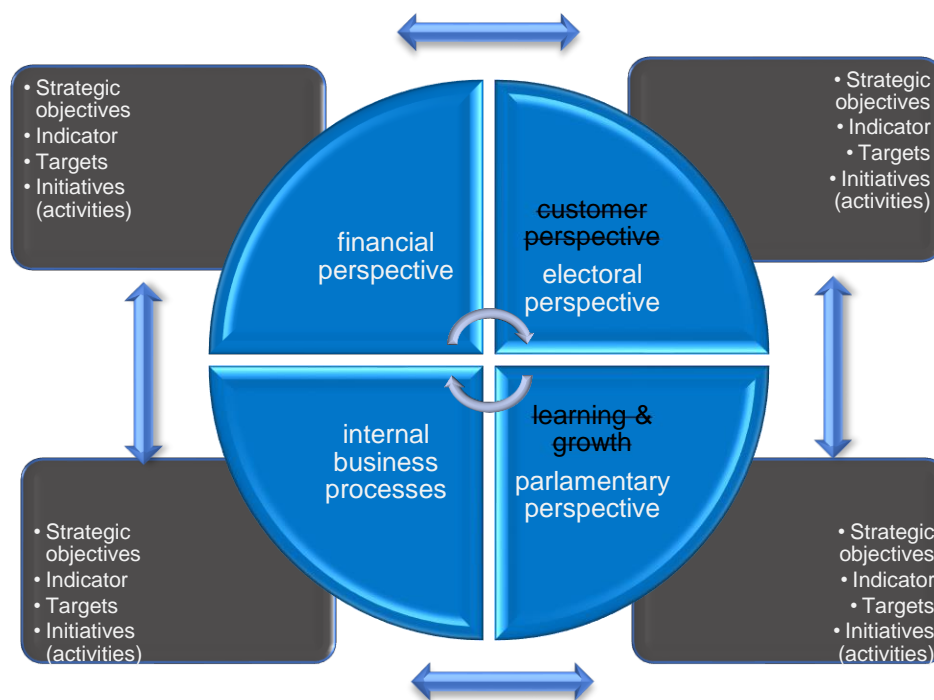 • Strategic
objectives
• Indicator
• Targets
• Initiatives
(activities)
• Strategic
objectives
• Indicator
• Targets
• Initiatives
(activities)
financial
perspective
customer
perspective
electoral
perspective
internal
business
processes
learning &
growth
parlamentary
perspective
• Strategic
objectives
• Indicator
• Targets
• Initiatives
(activities)
• Strategic
objectives
• Indicator
• Targets
• Initiatives
(activities)